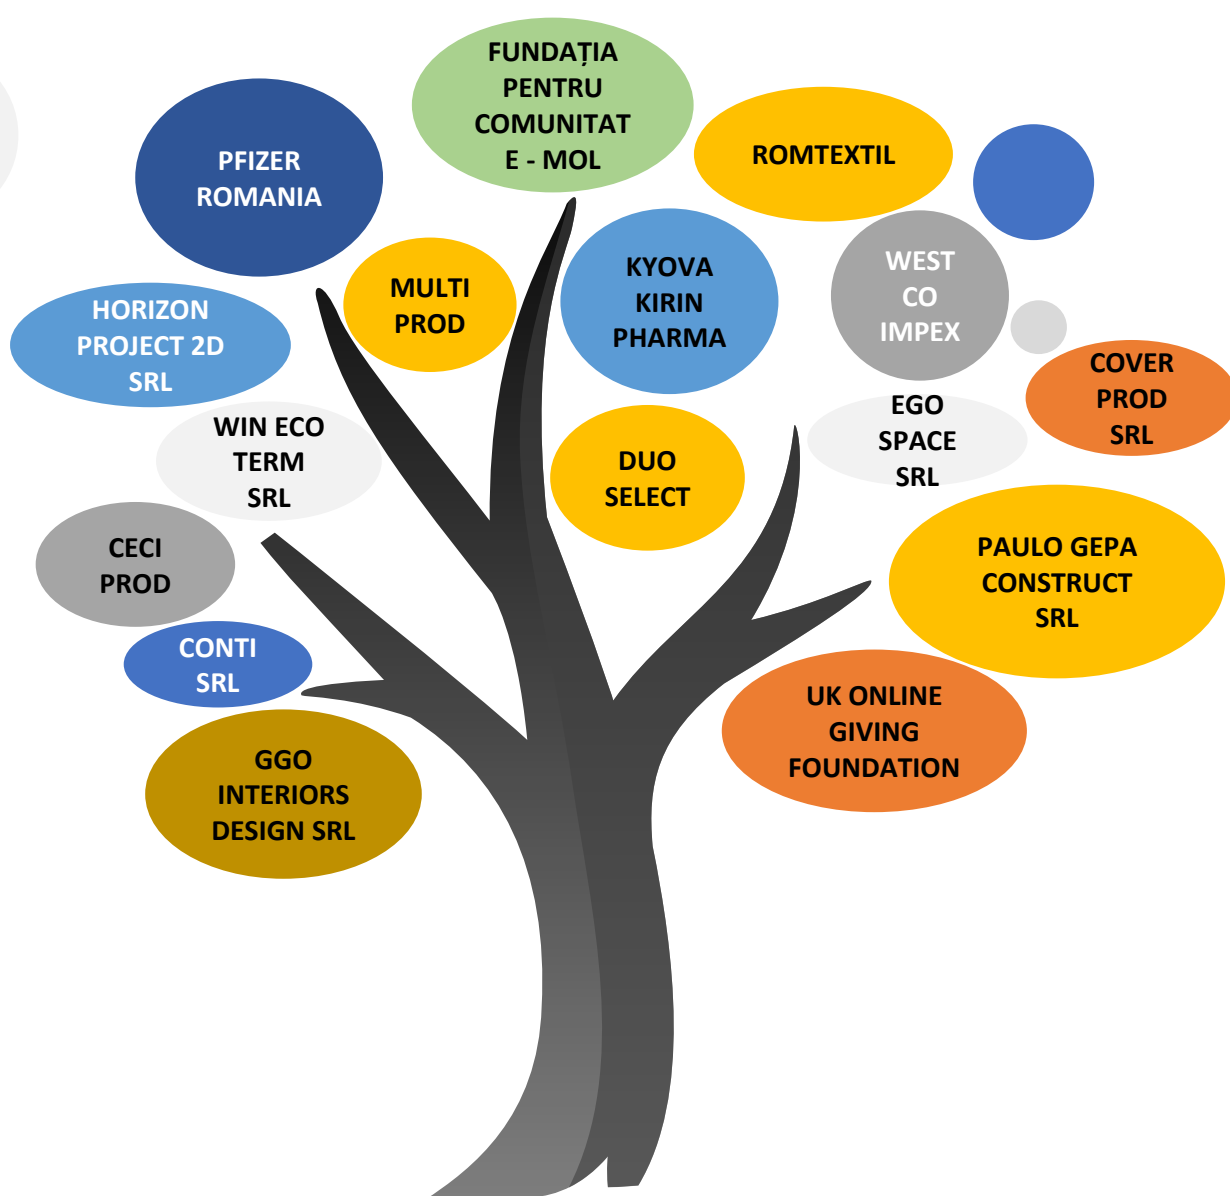 FUNDAȚIA
PENTRU
COMUNITAT
E - MOL
PFIZER
ROMANIA
ROMTEXTIL
MULTI
PROD
KYOVA
KIRIN
PHARMA
WEST
CO
IMPEX
HORIZON
PROJECT 2D
SRL
COVER
PROD
SRL
WIN ECO
TERM
SRL
DUO
SELECT
EGO
SPACE
SRL
CECI
PROD
PAULO GEPA
CONSTRUCT
SRL
CONTI
SRL
UK ONLINE
GIVING
FOUNDATION
GGO
INTERIORS
DESIGN SRL